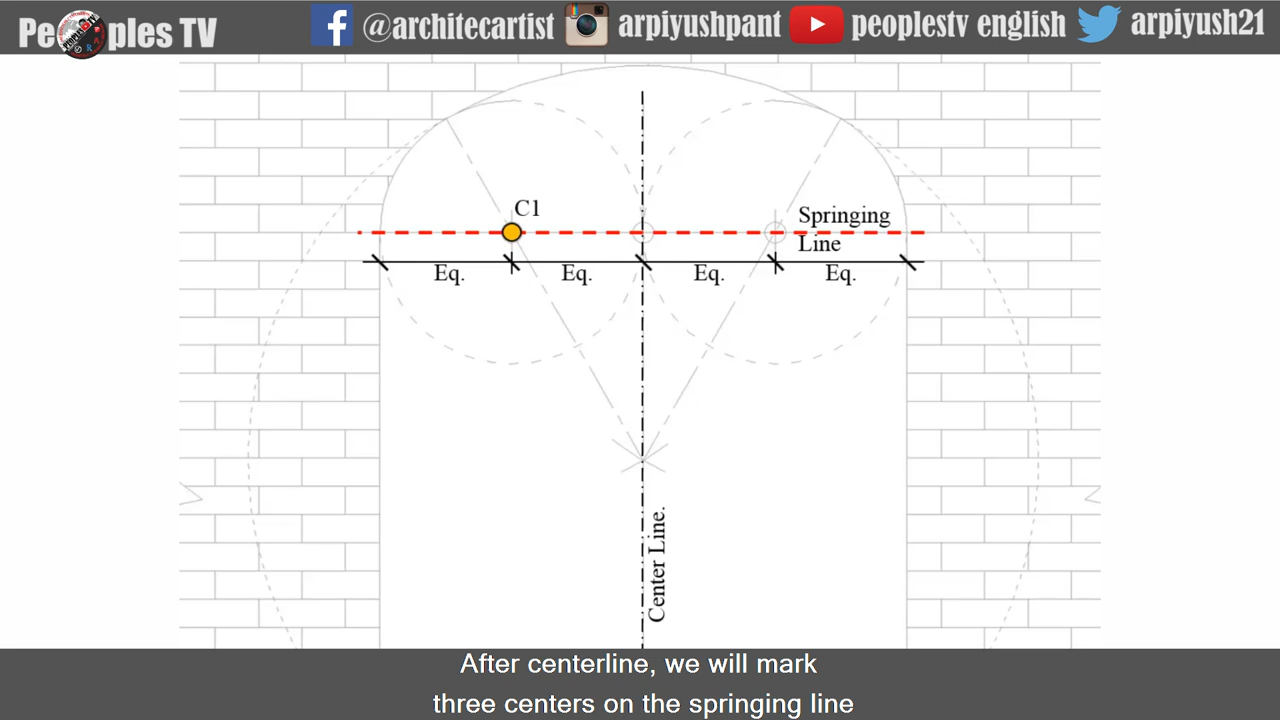 Peoples TV
@architecartist
arpiyushpant
peoplestv english
arpiyush21
C1
Springing
Line
Eq.
Eq.
Eq.
Eq.
Center Line.
After centerline, we will mark
three centers on the springing line